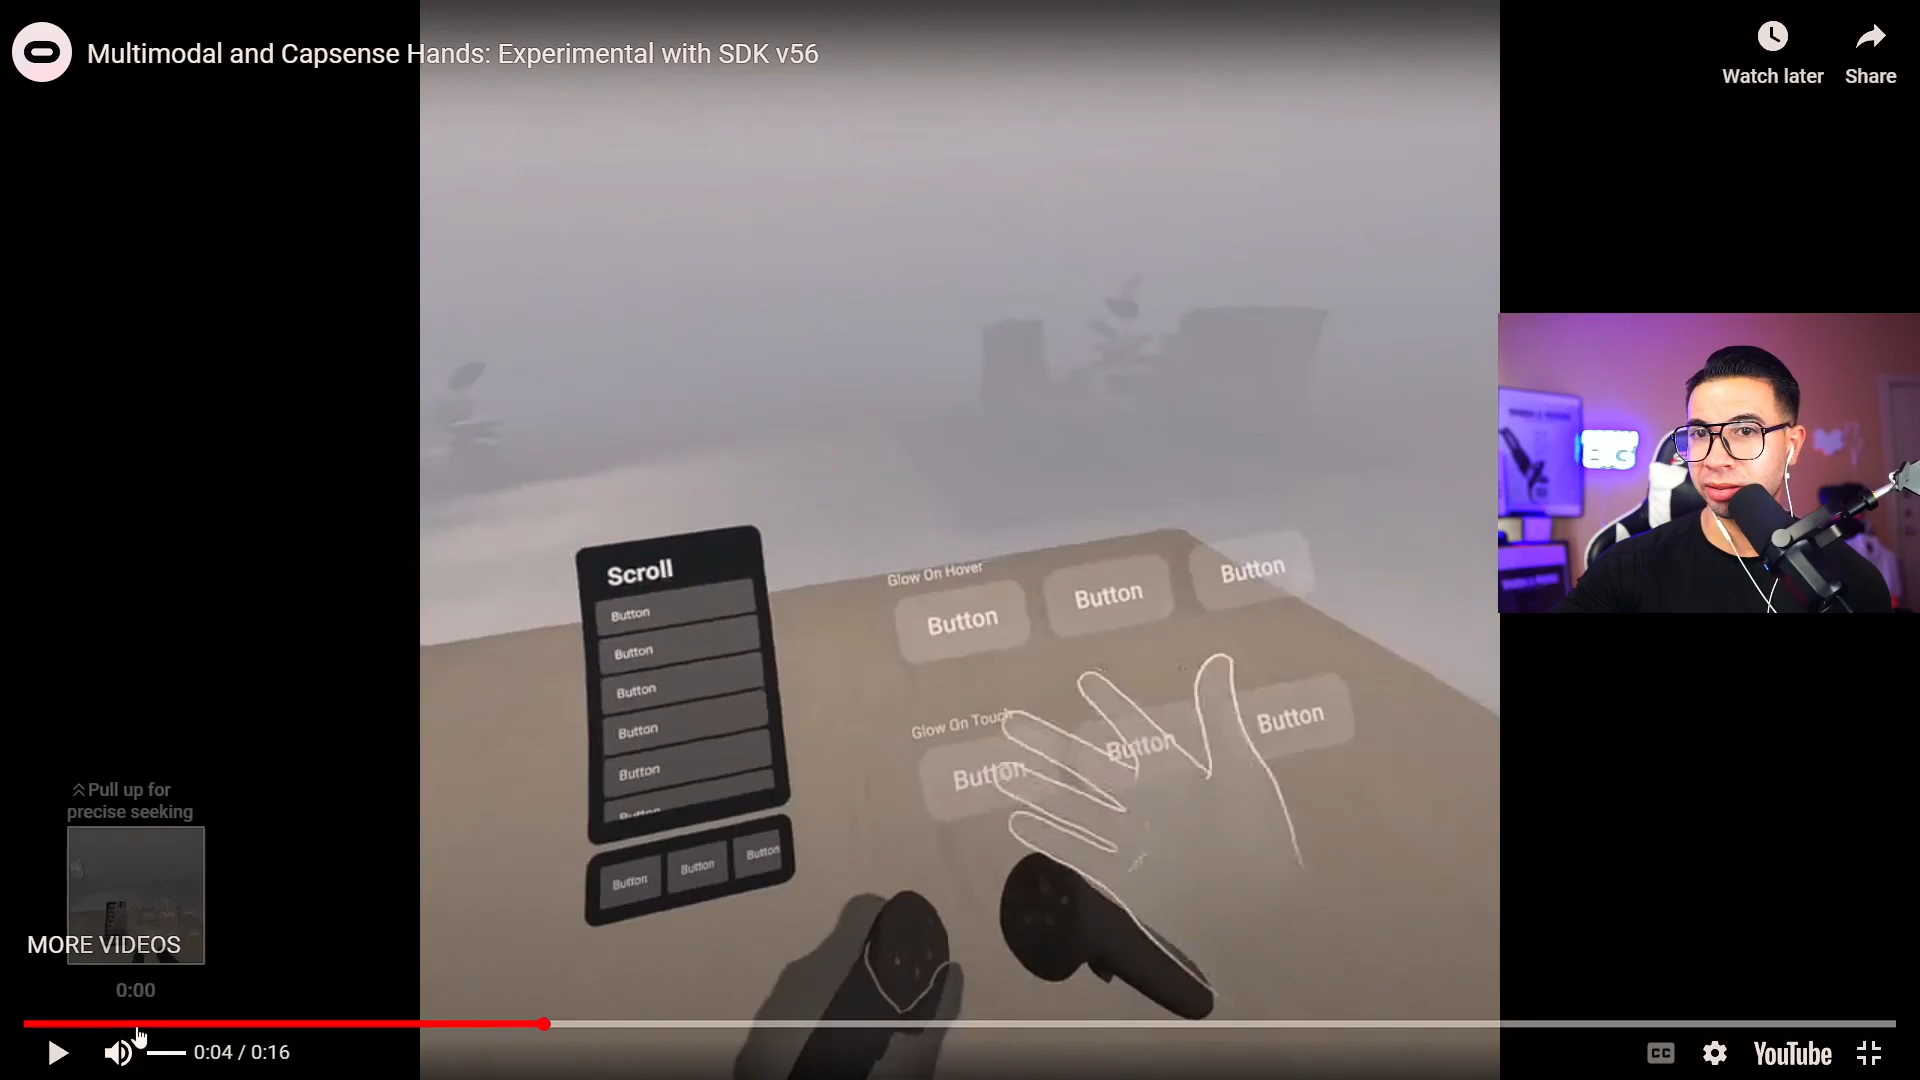 Multimodal and Capsense Hands: Experimental with SDK v56
Watch later
Share
Scroll
Button
Button
Button
Button
Button
Button
Button
Button
Button
Glow On Hover
Button
Button
Button
Glow On Touch
Button
Button
Button
Pull up for
precise seeking
MORE VIDEOS
0:00
0:04 / 0:16
CC
YouTube